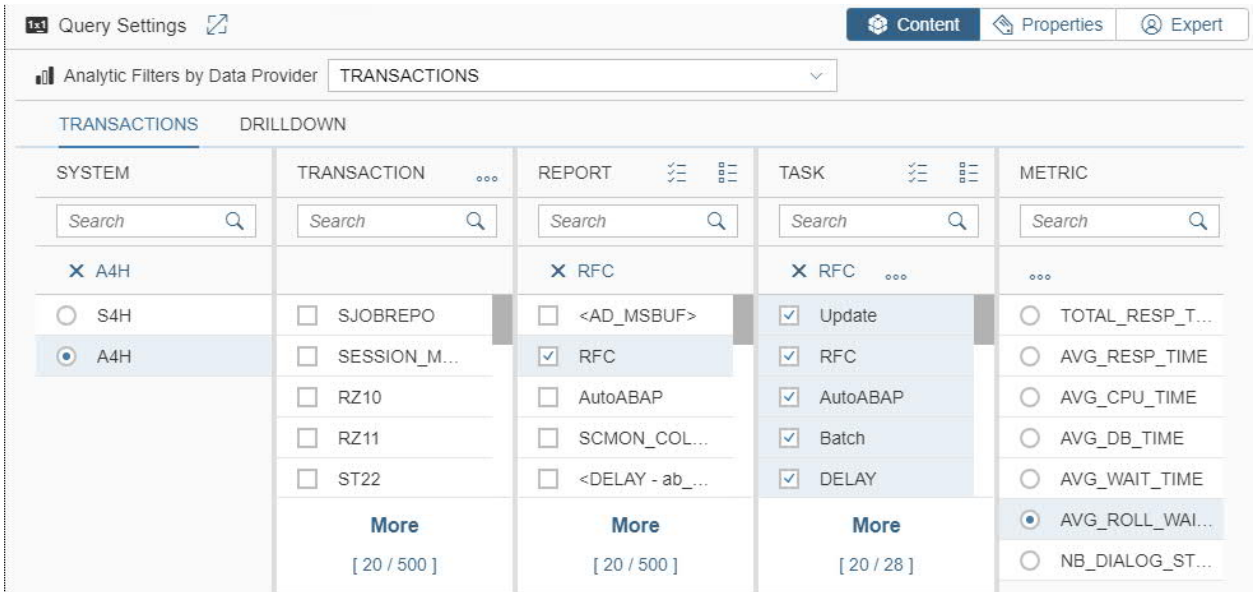 Query Settings Content Properties Expert
Analytic Filters by Data Provider TRANSACTIONS
TRANSACTIONS DRILLDOWN
SYSTEM TRANSACTION REPORT TASK METRIC
Search Search Search Search Search
A4H RFC RFC
S4H SJOBREPO <AD_MSBUF> Update TOTAL_RESP_T...
A4H SESSION_M... RFC RFC AVG_RESP_TIME
RZ10 AutoABAP AutoABAP AVG_CPU_TIME
RZ11 SCMON_COL... Batch AVG_DB_TIME
ST22 <DELAY - ab_... DELAY AVG_WAIT_TIME
More More More AVG_ROLL_WAI...
[ 20 / 500 ] [ 20 / 500 ] [ 20 / 28 ] NB_DIALOG_ST...